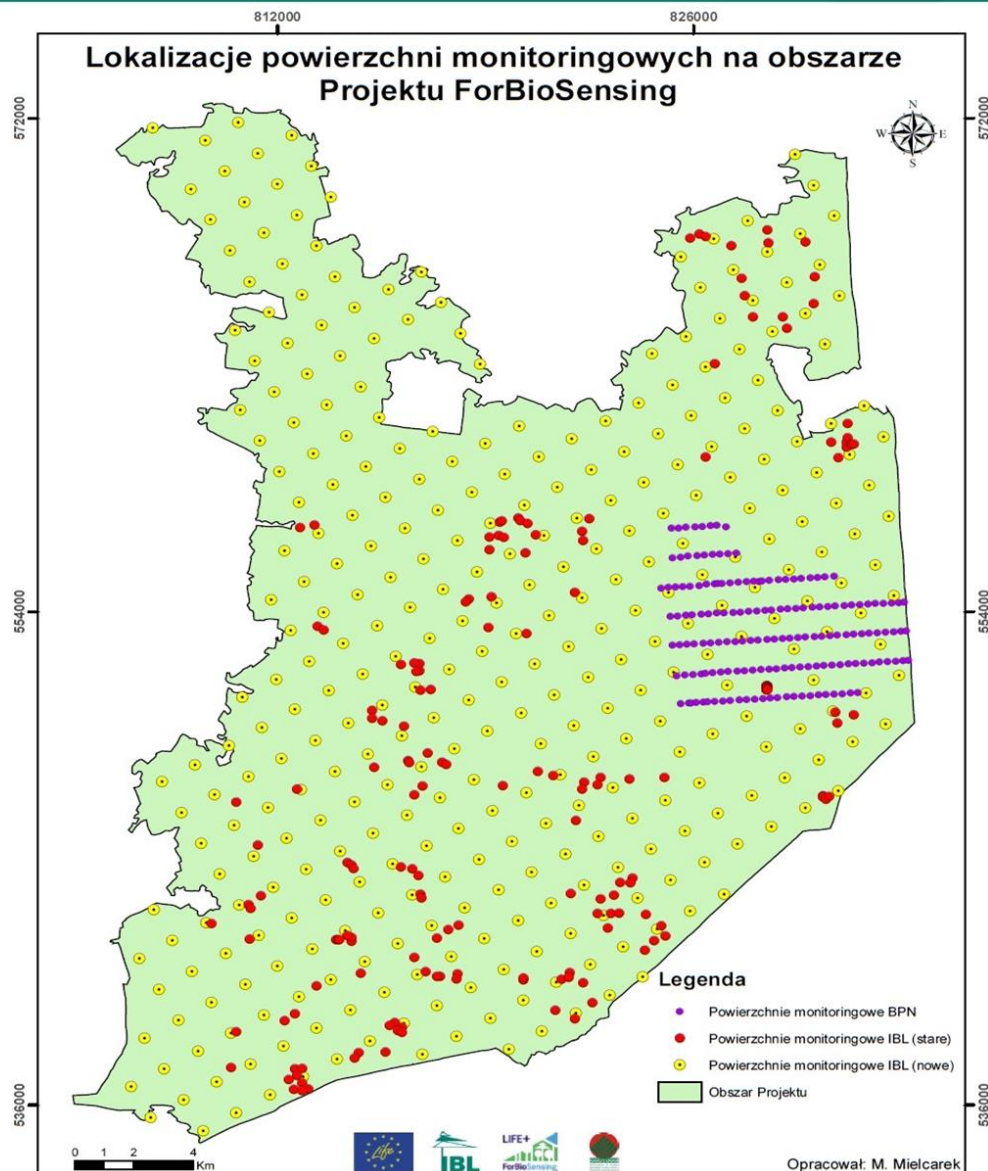 812000 826000
Lokalizacje powierzchni monitoringowych na obszarze
Projektu ForBioSensing
572000 572000
N
W E
S
554000 554000
Legenda
Powierzchnie monitoringowe BPN
Powierzchnie monitoringowe IBL (stare)
Powierzchnie monitoringowe IBL (nowe)
Obszar Projektu
536000 536000
0 2 4
Km
Life
IBL
LIFE+
ForBioSensing
Opracował: M. Mielcarek